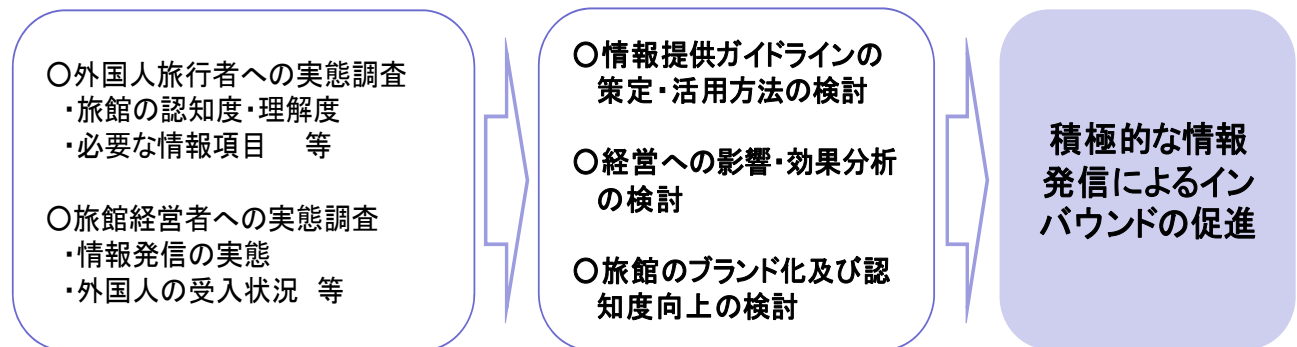 〇外国人旅行者への実態調査
・旅館の認知度・理解度
・必要な情報項目　等
〇旅館経営者への実態調査
・情報発信の実態
・外国人の受入状況　等
〇情報提供ガイドラインの
策定・活用方法の検討
〇経営への影響・効果分析
の検討
〇旅館のブランド化及び認
知度向上の検討
積極的な情報
発信によるイン
バウンドの促進